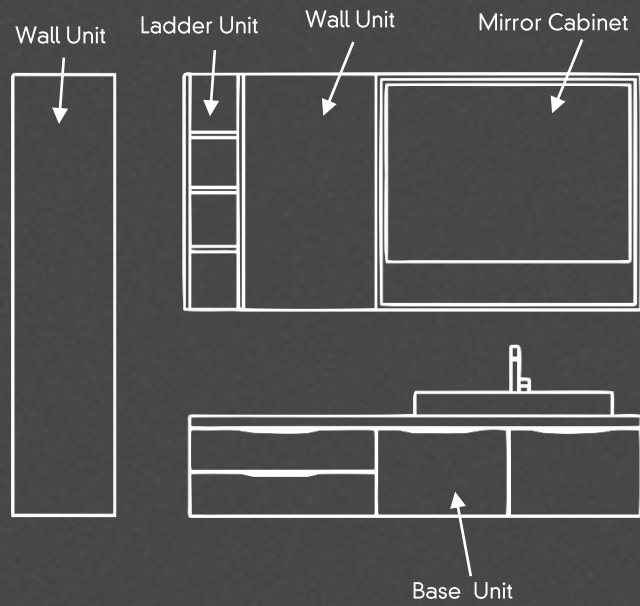 Wall Unit
Ladder Unit
Wall Unit
Mirror Cabinet
Base Unit